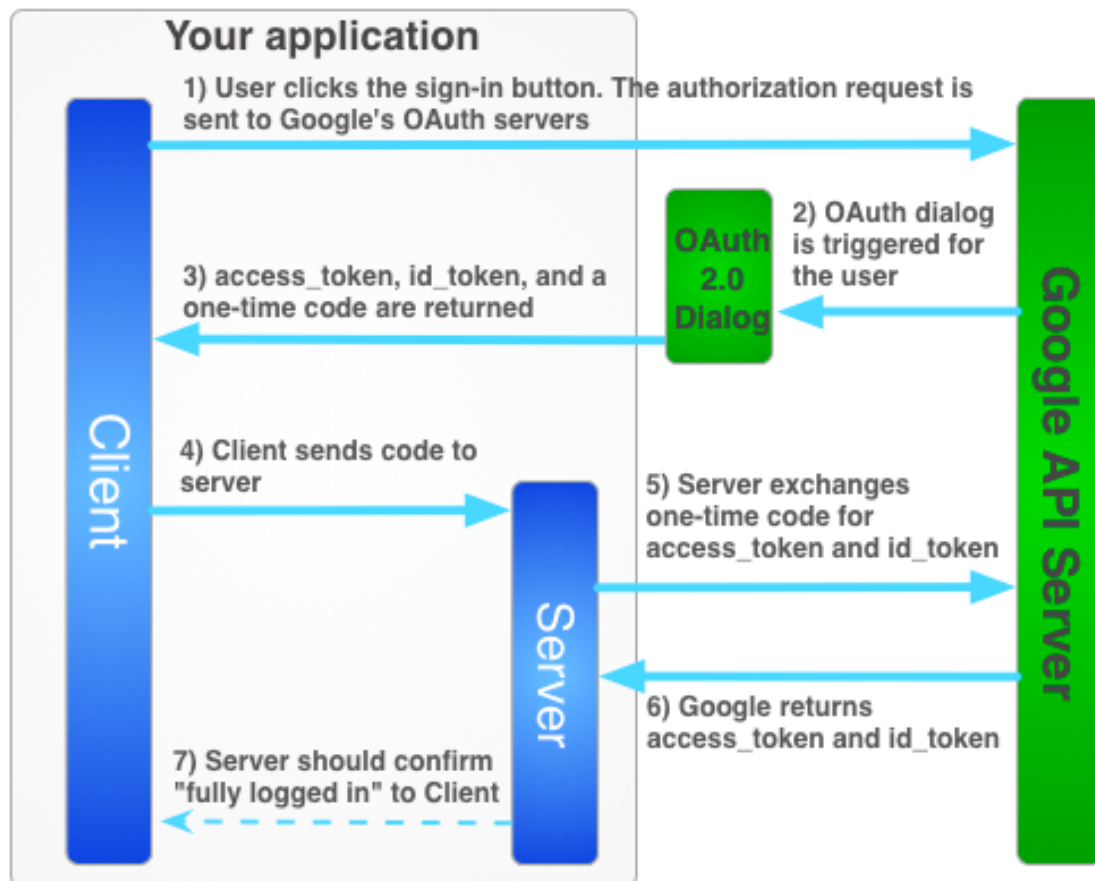 Your application
1) User clicks the sign-in button. The authorization request is
sent to Google's OAuth servers
OAuth
2.0
Dialog
2) OAuth dialog
is triggered for
the user
3) access_token, id_token, and a
one-time code are returned
Client
4) Client sends code to
server
Server
5) Server exchanges
one-time code for
access_token and id_token
Google API Server
6) Google returns
access_token and id_token
7) Server should confirm
"fully logged in" to Client